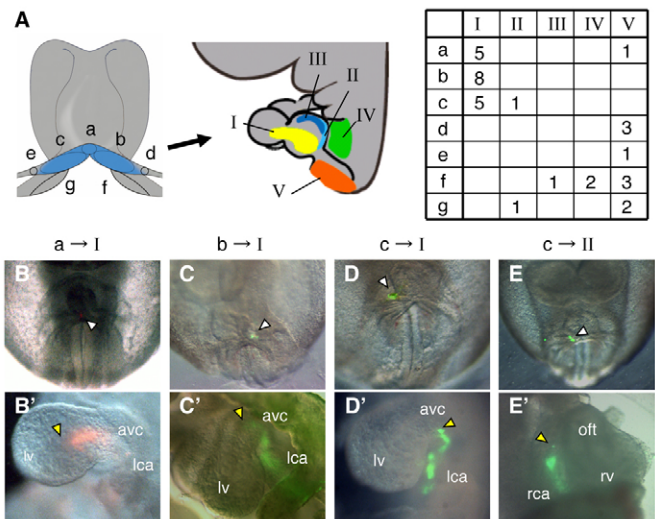 A
a
c b
e d
g f
I
II
III
IV
V
I II III IV V
a 5 1
b 8
c 5 1
d 3
e 1
f 1 2 3
g 1 2
a → I b → I c → I c → II
B C D E
B' C' D' E'
avc
lv
lca
avc
lv
lca
avc
lv
lca
oft
rv
rca